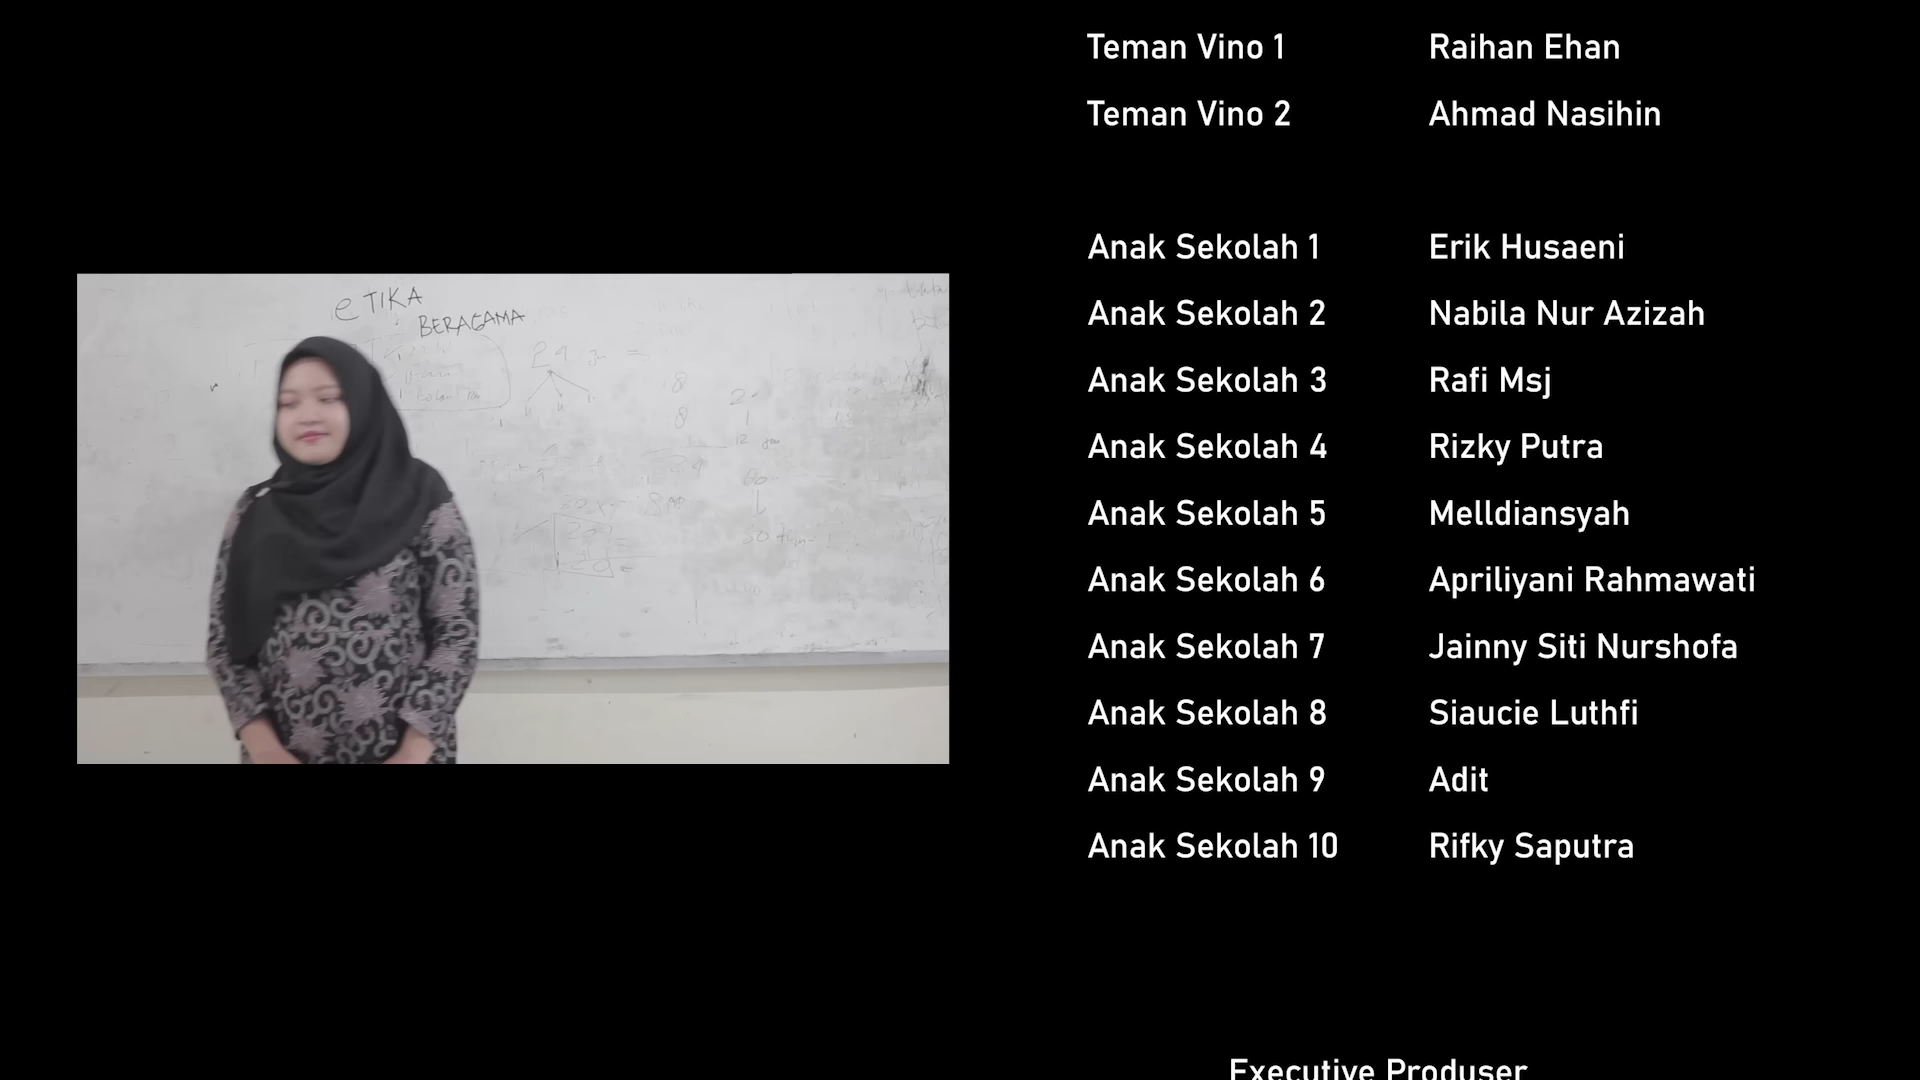 Teman Vino 1 Raihan Ehan
Teman Vino 2 Ahmad Nasihin
Anak Sekolah 1 Erik Husaeni
Anak Sekolah 2 Nabila Nur Azizah
Anak Sekolah 3 Rafi Msj
Anak Sekolah 4 Rizky Putra
Anak Sekolah 5 Melldiansyah
Anak Sekolah 6 Apriliyani Rahmawati
Anak Sekolah 7 Jainny Siti Nurshofa
Anak Sekolah 8 Siaucie Luthfi
Anak Sekolah 9 Adit
Anak Sekolah 10 Rifky Saputra
Executive Produser
eTIKA
BERAGAMA